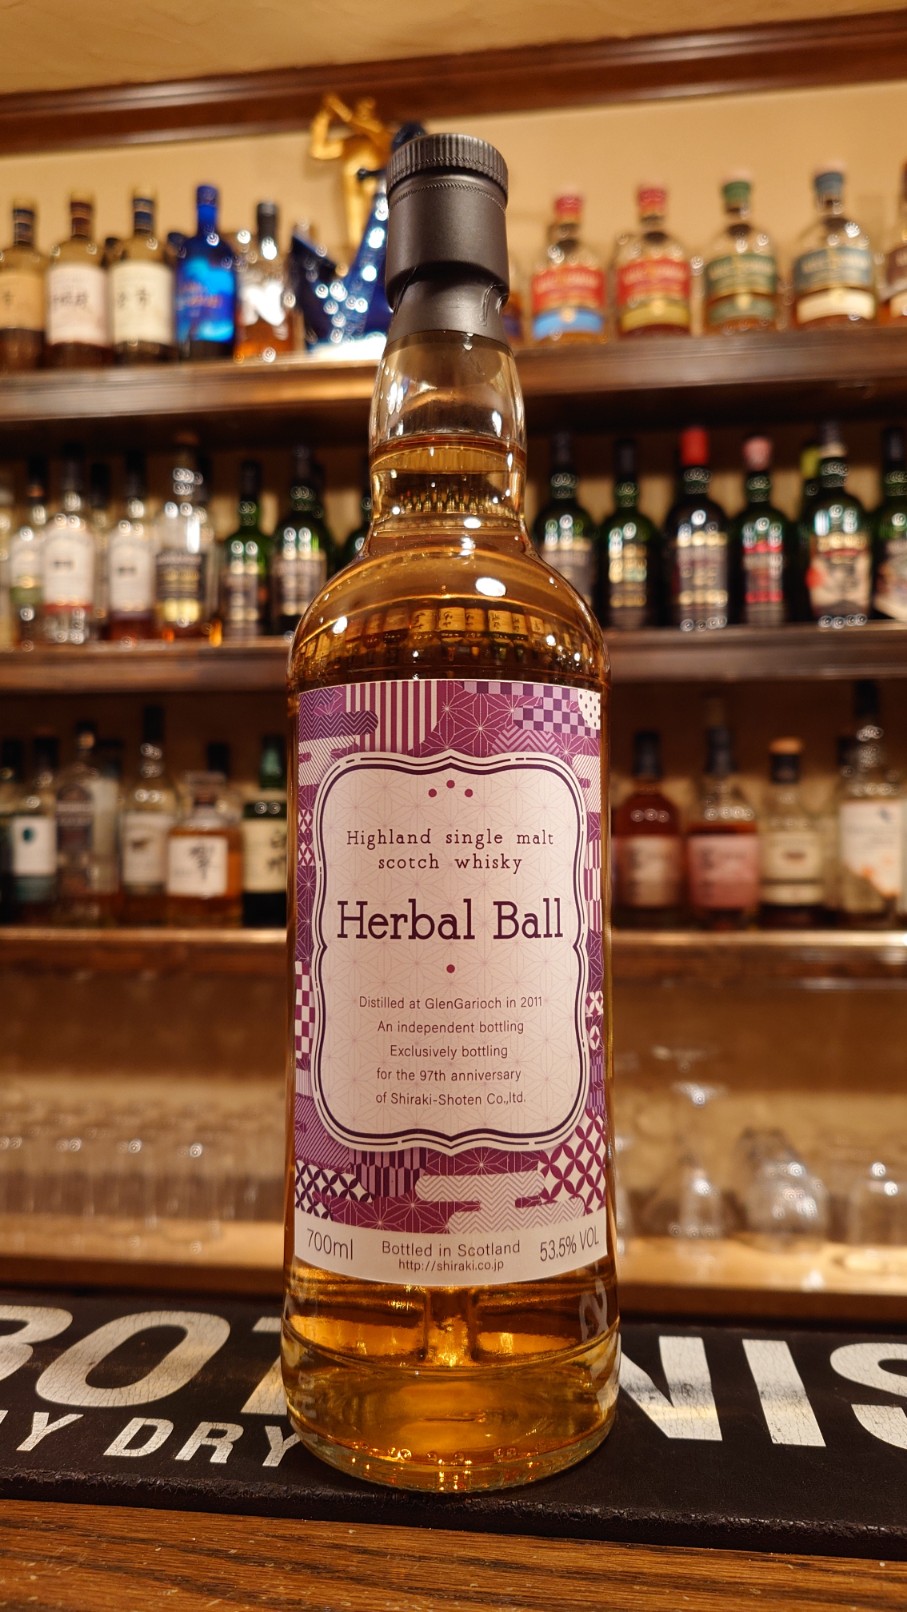 Highland single malt
scotch whisky
Herbal Ball
Distilled at GlenGarioch in 2011
An independent bottling
Exclusively bottling
for the 97th anniversary
of Shiraki-Shoten Co.,ltd.
700ml
Bottled in Scotland
http://shiraki.co.jp
53.5% VOL
DRY